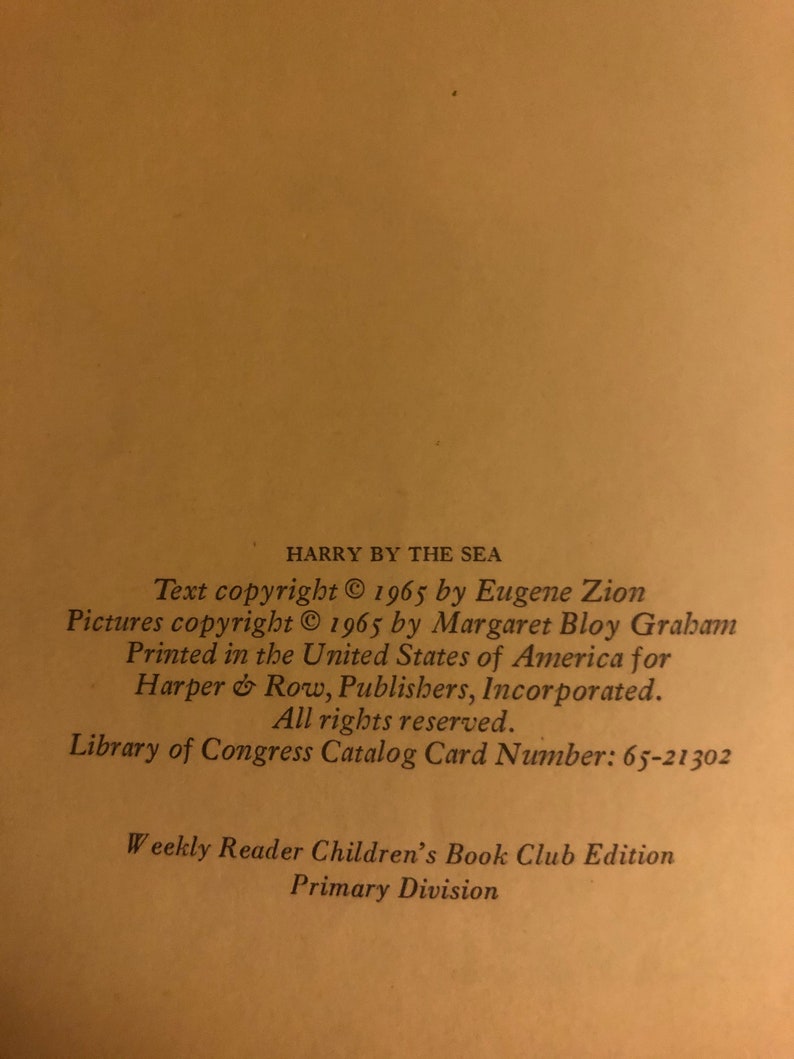 HARRY BY THE SEA
Text copyright © 1965 by Eugene Zion
Pictures copyright © 1965 by Margaret Bloy Graham
Printed in the United States of America for
Harper & Row, Publishers, Incorporated.
All rights reserved.
Library of Congress Catalog Card Number: 65-21302
Weekly Reader Children's Book Club Edition
Primary Division